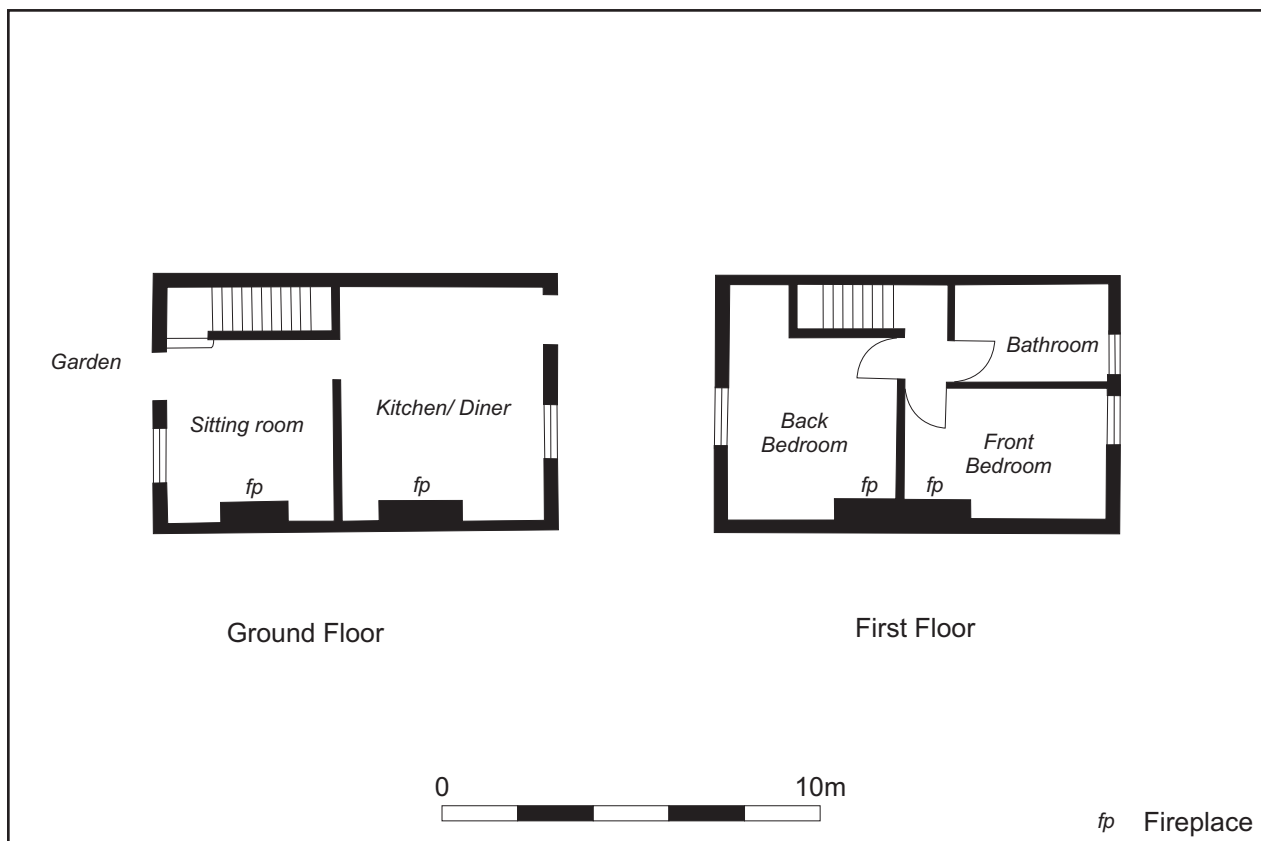 Garden
Sitting room
Kitchen/ Diner
fp
fp
Ground Floor
Bathroom
Back
Bedroom
Front
Bedroom
fp
fp
First Floor
0
10m
fp Fireplace